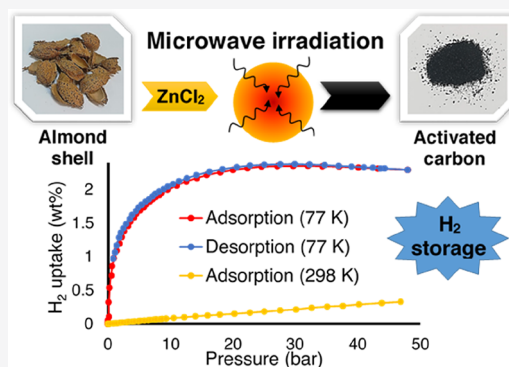 Microwave irradiation
ZnCl₂
Almond
shell
Activated
carbon
H₂ uptake (wt%)
2
1.5
1
0.5
0
Adsorption (77 K)
Desorption (77 K)
Adsorption (298 K)
H₂
storage
0 10 20 30 40 50
Pressure (bar)